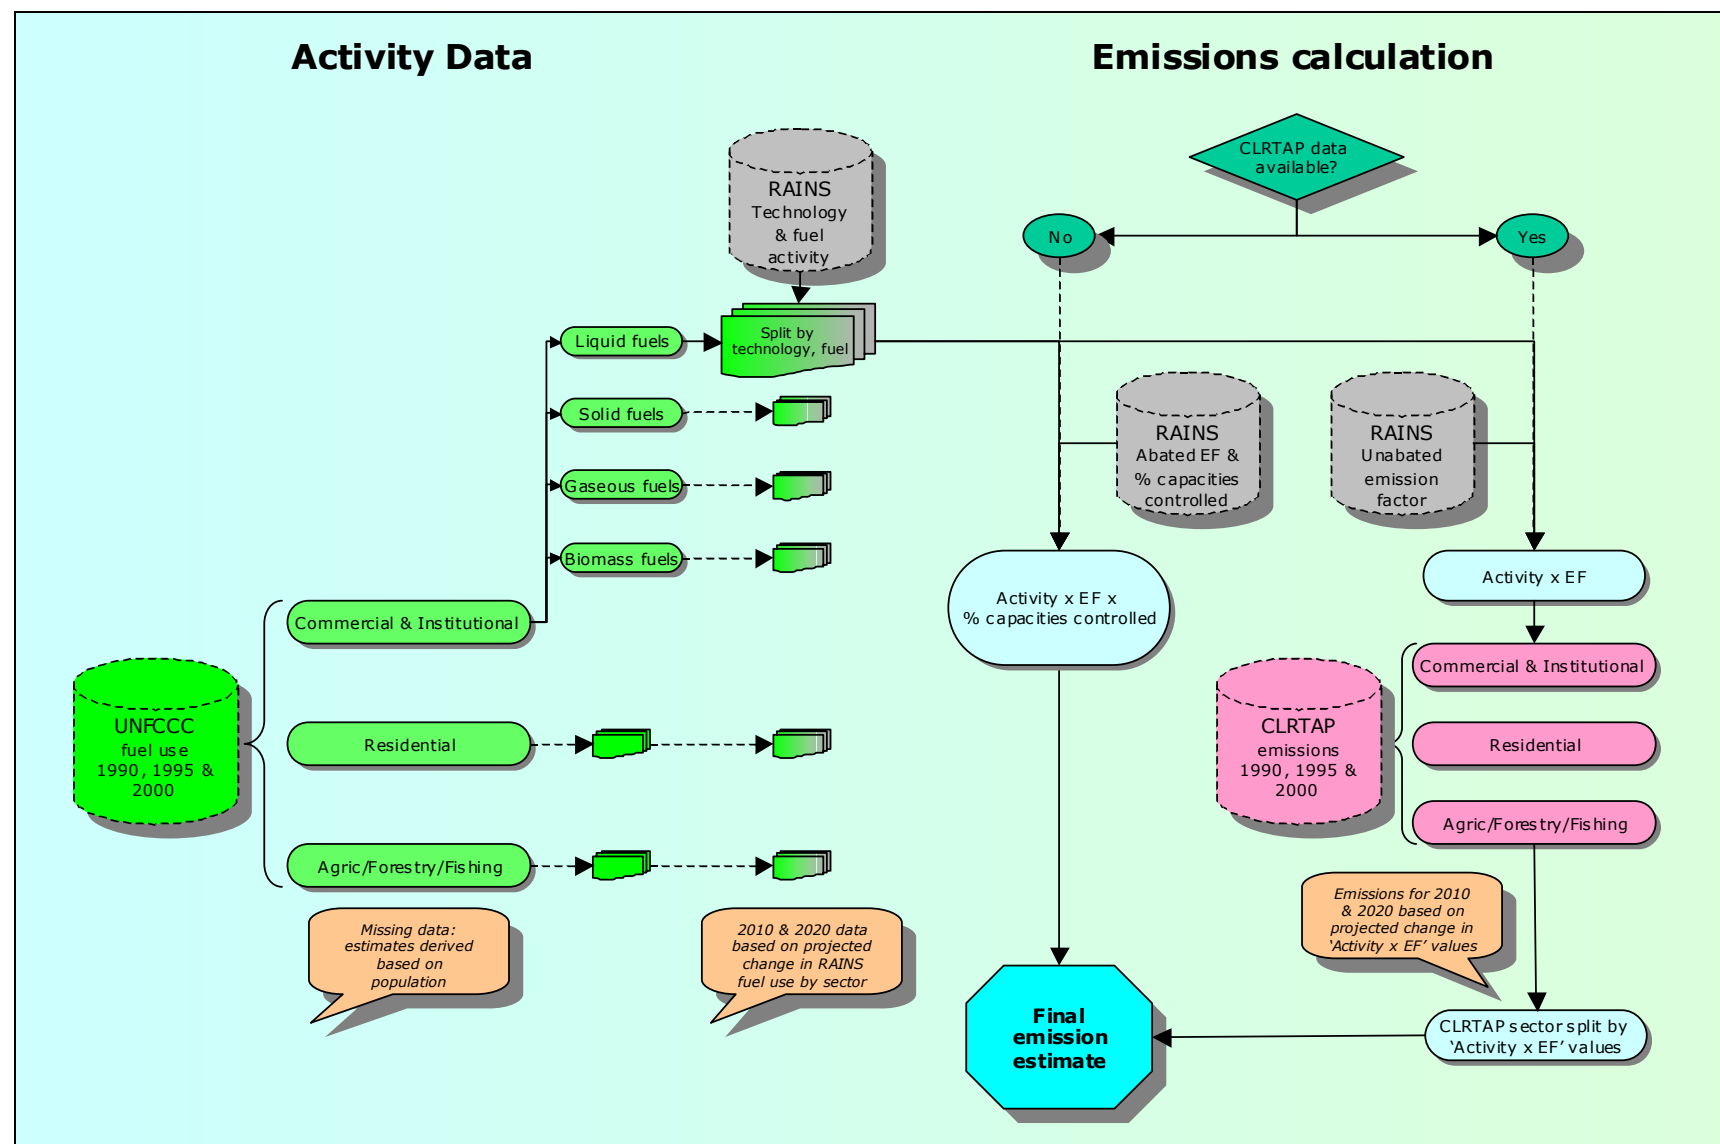 Activity Data
Emissions calculation
RAINS
Technology
& fuel
activity
CLRTAP data
available?
No
Yes
Liquid fuels
Split by
technology, fuel
Solid fuels
Gaseous fuels
Biomass fuels
RAINS
Abated EF &
% capacities
controlled
RAINS
Unabated
emission
factor
Activity x EF x
% capacities controlled
Activity x EF
UNFCCC
fuel use
1990, 1995 &
2000
Commercial & Institutional
Residential
Agric/Forestry/Fishing
CLRTAP
emissions
1990, 1995 &
2000
Commercial & Institutional
Residential
Agric/Forestry/Fishing
Missing data:
estimates derived
based on
population
2010 & 2020 data
based on projected
change in RAINS
fuel use by sector
Emissions for 2010
& 2020 based on
projected change in
‘Activity x EF’ values
Final
emission
estimate
CLRTAP sector split by
‘Activity x EF’ values